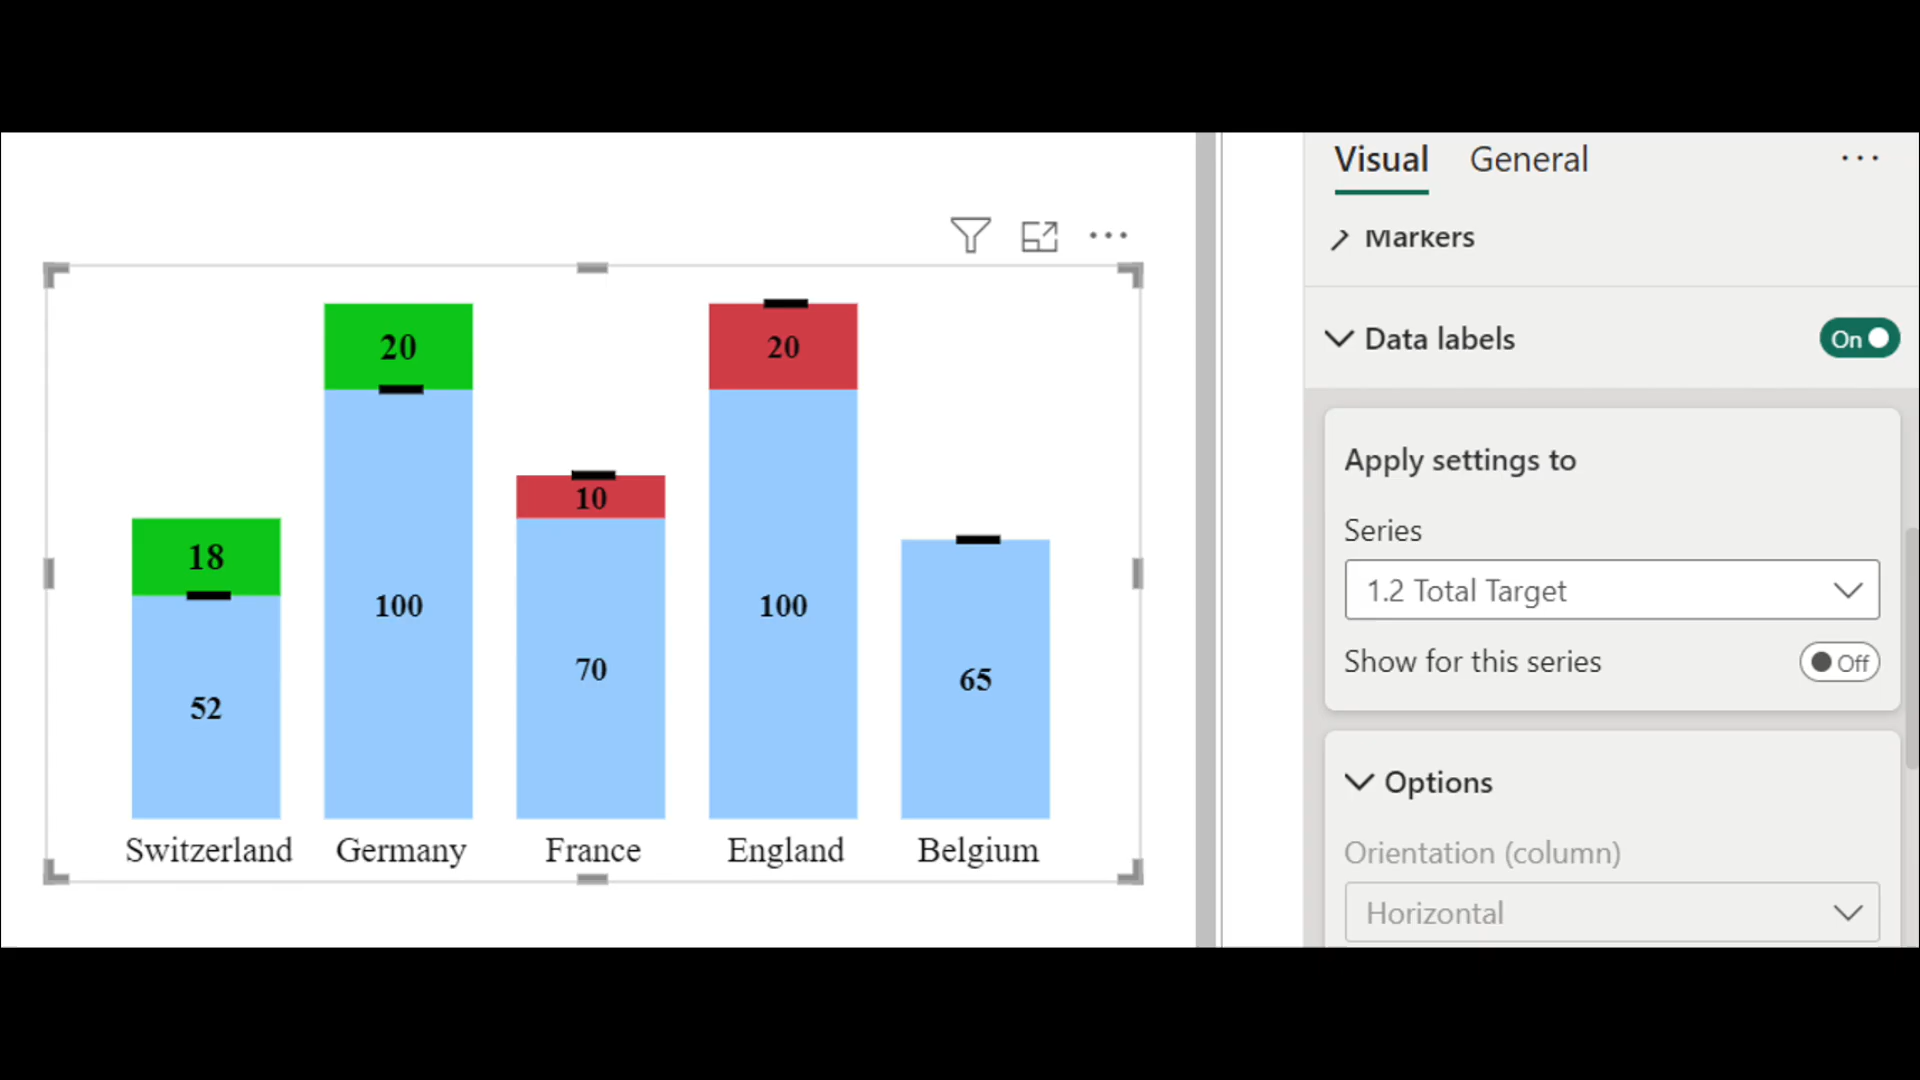 Visual General ...
Markers
Data labels On
Apply settings to
Series
1.2 Total Target
Show for this series Off
Options
Orientation (column)
Horizontal
20 20
10
18
100 100
70
65
52
Switzerland Germany France England Belgium